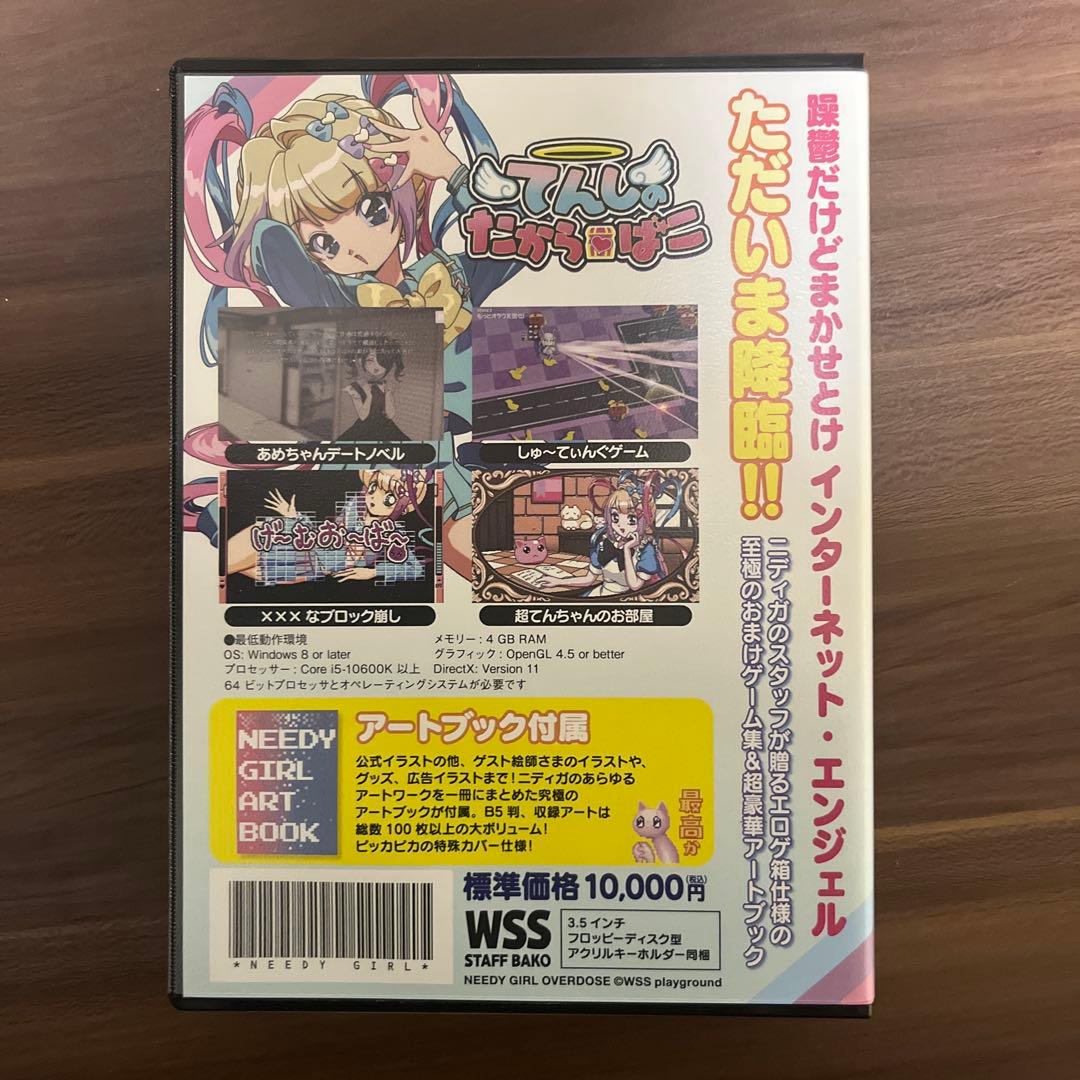 躁鬱だけどまかせとけ インターネット・エンジェル
ただいま降臨!!
ニディガのスタッフが贈るエロゲ箱仕様の
至極のおまけゲーム集&超豪華アートブック
てんしの
たからばこ
もっとオタク反窓化!
あめちゃんデートノベル
しゅ〜てぃんぐゲーム
げ〜むお〜ば〜
×××なブロック崩し
超てんちゃんのお部屋
●最低動作環境
OS: Windows 8 or later
プロセッサー : Core i5-10600K 以上
64 ビットプロセッサとオペレーティングシステムが必要です
メモリー : 4 GB RAM
グラフィック : OpenGL 4.5 or better
DirectX: Version 11
NEEDY
GIRL
ART
BOOK
アートブック付属
公式イラストの他、ゲスト絵師さまのイラストや、
グッズ、広告イラストまで!ニディガのあらゆる
アートワークを一冊にまとめた究極の
アートブックが付属。B5判、収録アートは
総数100枚以上の大ボリューム!
ピッカピカの特殊カバー仕様!
最高か
*NEEDY GIRL*
標準価格 10,000円(税込)
WSS
STAFF BAKO
3.5 インチ
フロッピーディスク型
アクリルキーホルダー同梱
NEEDY GIRL OVERDOSE ©WSS playground